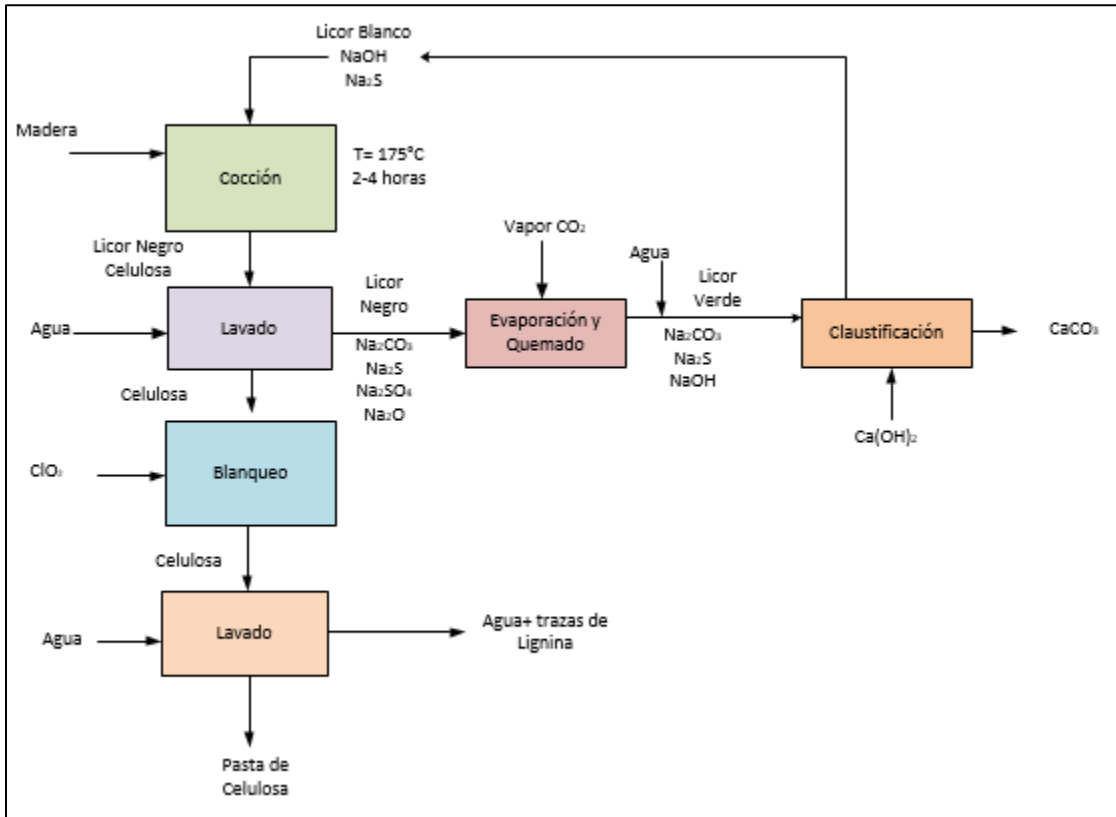 Licor Blanco
NaOH
Na₂S
Madera
Cocción
T= 175°C
2-4 horas
Licor Negro
Celulosa
Vapor CO₂
Agua
Licor
Verde
Licor
Negro
Agua
Lavado
Evaporación y
Quemado
Claustificación
CaCO₃
Na₂CO₃
Na₂S
Na₂SO₄
Na₂O
Na₂CO₃
Na₂S
NaOH
Celulosa
Ca(OH)₂
ClO₂
Blanqueo
Celulosa
Agua
Lavado
Agua+ trazas de
Lignina
Pasta de
Celulosa